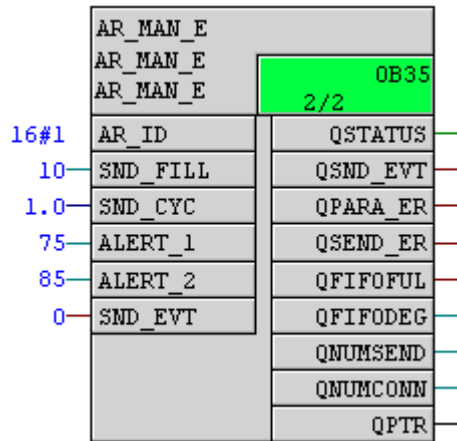 AR_MAN_E
AR_MAN_E
AR_MAN_E
OB35
2/2
16#1 AR_ID QSTATUS
10 SND_FILL QSND_EVT
1.0 SND_CYC QPARA_ER
75 ALERT_1 QSEND_ER
85 ALERT_2 QFIFOFUL
0 SND_EVT QFIFODEG
QNUMSEND
QNUMCONN
QPTR